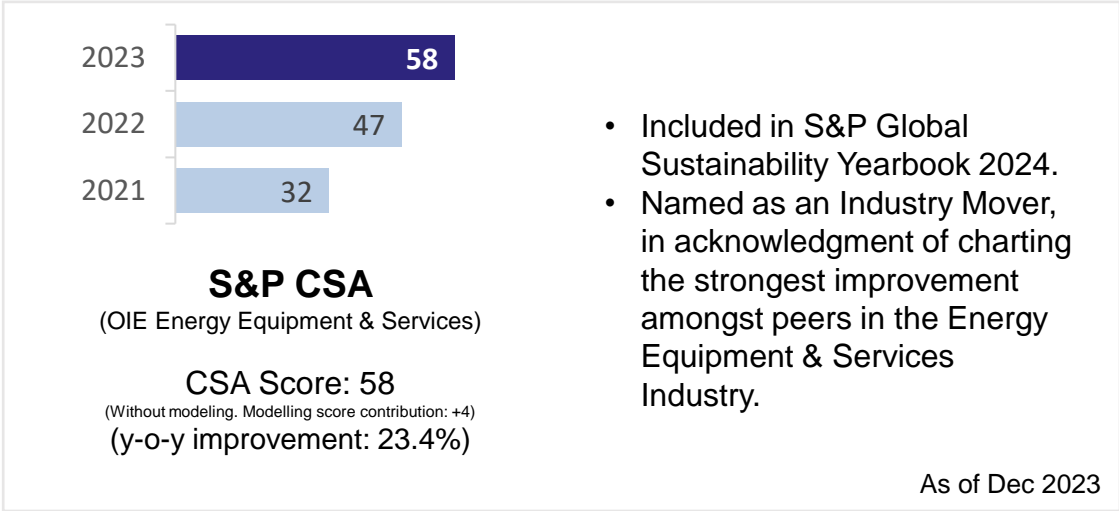 2023 58
2022 47
2021 32
S&P CSA
(OIE Energy Equipment & Services)
CSA Score: 58
(Without modeling. Modelling score contribution: +4)
(y-o-y improvement: 23.4%)
• Included in S&P Global
Sustainability Yearbook 2024.
• Named as an Industry Mover,
in acknowledgment of charting
the strongest improvement
amongst peers in the Energy
Equipment & Services
Industry.
As of Dec 2023